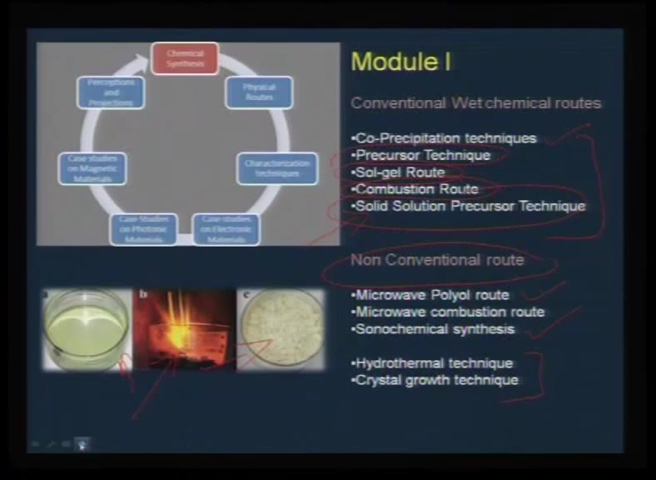 Chemical
Synthesis
Physical
Routes
Characterization
techniques
Case studies
on Electronic
Materials
Case-Studies
on Photonic
Materials
Case studies
on Magnetic
Materials
Perceptions
and
Projections
Module I
Conventional Wet chemical routes
•Co-Precipitation techniques
•Precursor Technique
•Sol-gel Route
•Combustion Route
•Solid Solution Precursor Technique
Non Conventional route
•Microwave Polyol route
•Microwave combustion route
•Sonochemical synthesis
•Hydrothermal technique
•Crystal growth technique
a b c